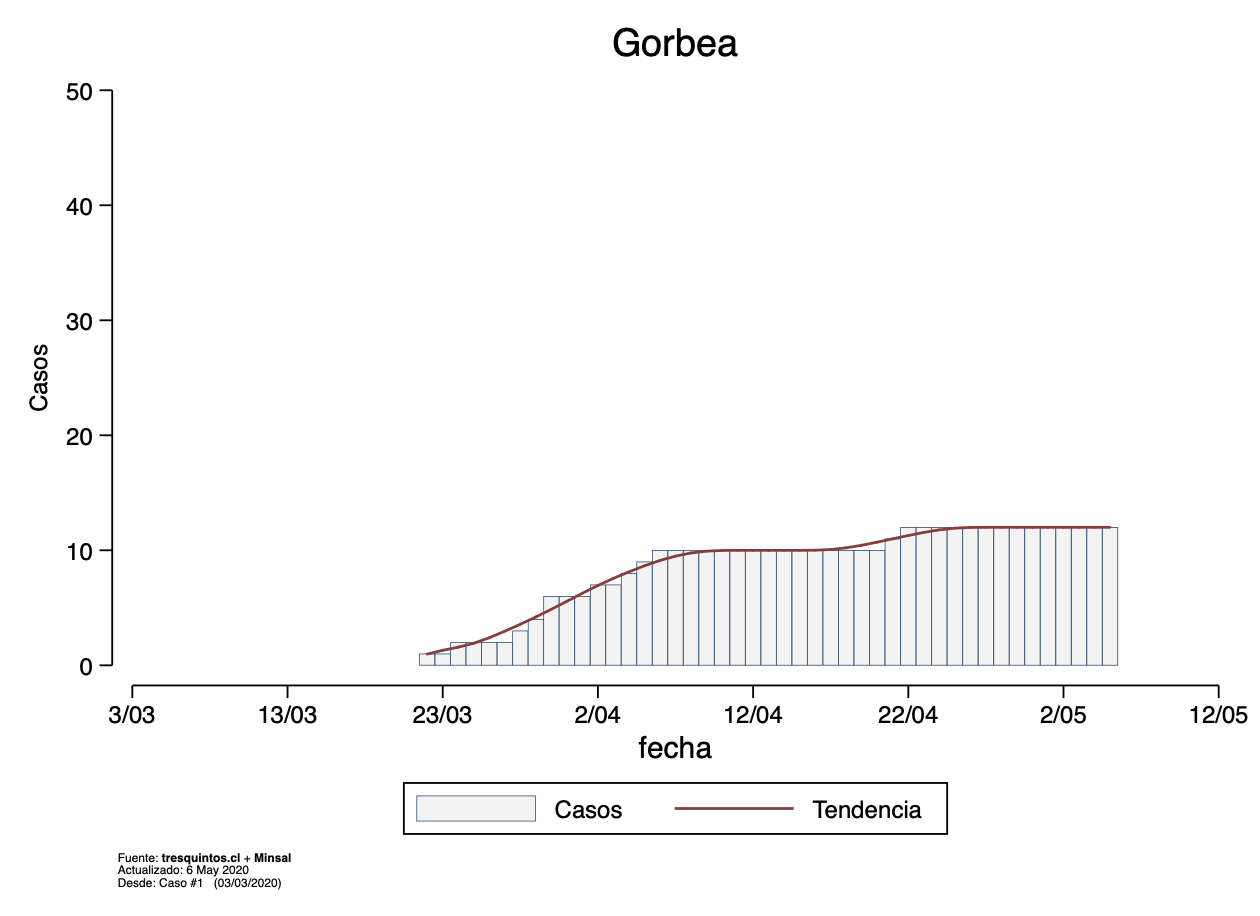 Gorbea
50
40
30
20
10
0
Casos
3/03 13/03 23/03 2/04 12/04 22/04 2/05 12/05
fecha
Casos Tendencia
Fuente: tresquintos.cl + Minsal
Actualizado: 6 May 2020
Desde: Caso #1 (03/03/2020)